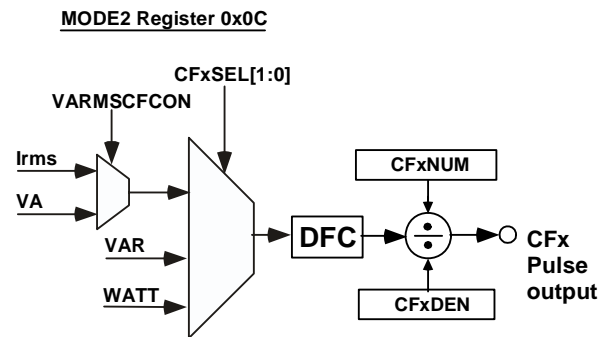 MODE2 Register 0x0C
CFxSEL[1:0]
VARMSCFCON
Irms
VA
VAR
WATT
DFC
CFxNUM
CFxDEN
CFx
Pulse
output